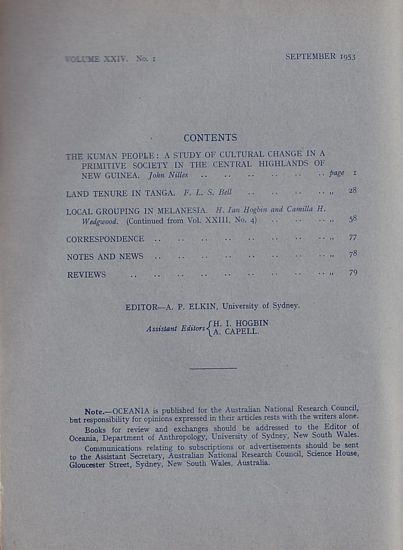 VOLUME XXIV. No. 1 SEPTEMBER 1953
CONTENTS
THE KUMAN PEOPLE: A STUDY OF CULTURAL CHANGE IN A
PRIMITIVE SOCIETY IN THE CENTRAL HIGHLANDS OF
NEW GUINEA. John Nilles .. .. .. .. .. .. page 1
LAND TENURE IN TANGA. F. L. S. Bell .. .. .. .. ,, 28
LOCAL GROUPING IN MELANESIA. H. Ian Hogbin and Camilla H.
Wedgwood. (Continued from Vol. XXIII, No. 4) .. .. .. ,, 58
CORRESPONDENCE .. .. .. .. .. .. .. .. ,, 77
NOTES AND NEWS .. .. .. .. .. .. .. .. ,, 78
REVIEWS .. .. .. .. .. .. .. .. .. ,, 79
EDITOR—A. P. ELKIN, University of Sydney.
Assistant Editors { H. I. HOGBIN
A. CAPELL.
Note.—OCEANIA is published for the Australian National Research Council,
but responsibility for opinions expressed in their articles rests with the writers alone.
Books for review and exchanges should be addressed to the Editor of
Oceania, Department of Anthropology, University of Sydney, New South Wales.
Communications relating to subscriptions or advertisements should be sent
to the Assistant Secretary, Australian National Research Council, Science House,
Gloucester Street, Sydney, New South Wales, Australia.